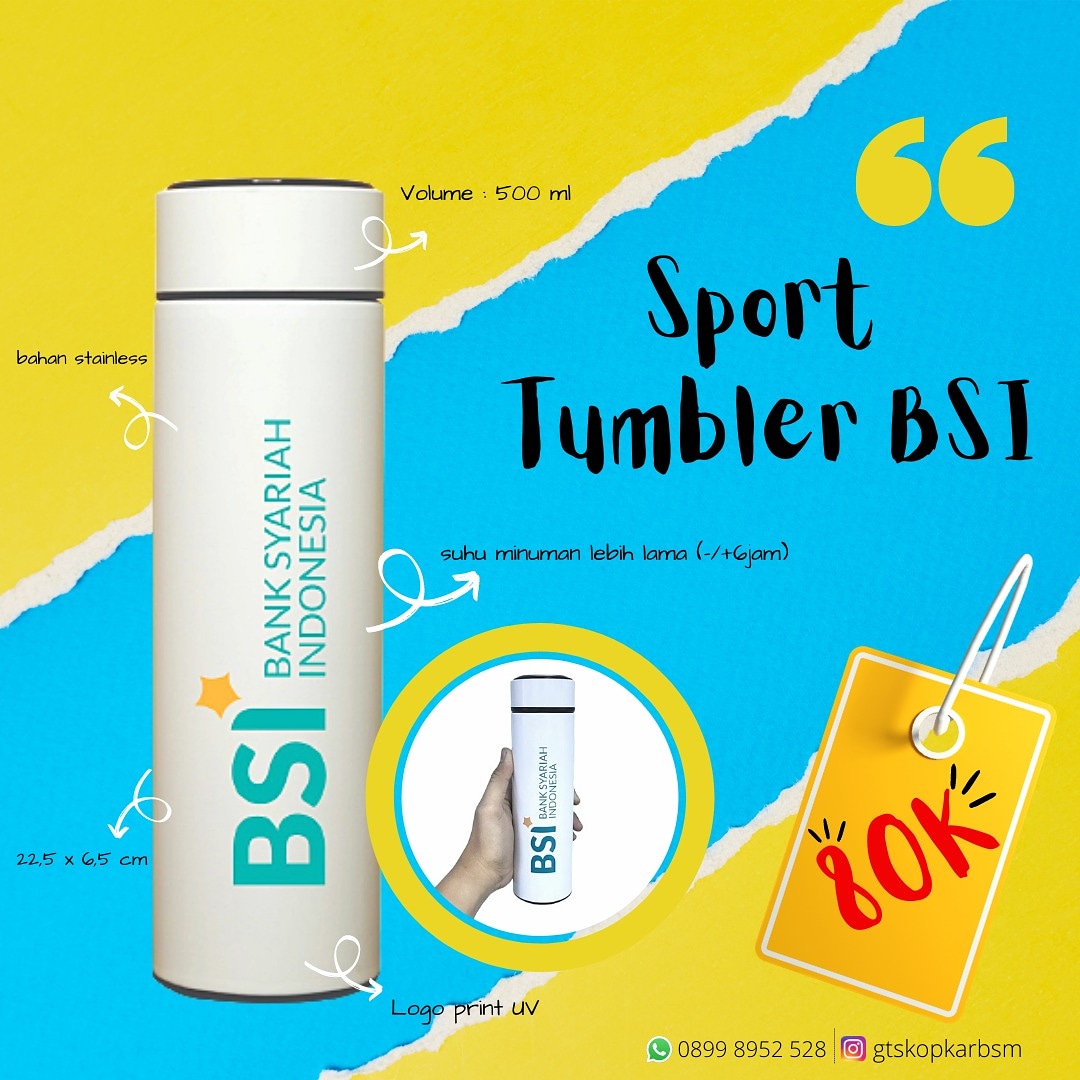 Volume : 500 ml
bahan stainless
Sport
Tumbler BSI
BSI
BANK SYARIAH
INDONESIA
suhu minuman lebih lama (-/+6jam)
BSI
BANK SYARIAH
INDONESIA
80K
22,5 x 6,5 cm
Logo print UV
0899 8952 528
gtskopkarbsm